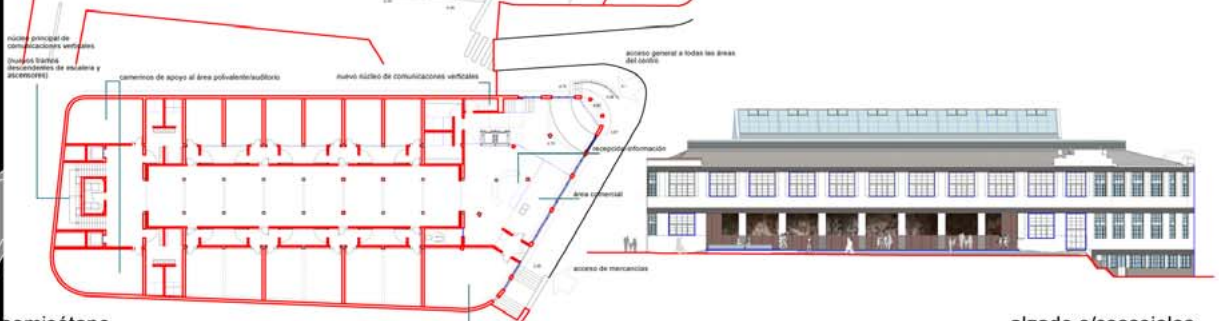 núcleo principal de
comunicaciones verticales
(nuevos tramos
descendentes de escalera y
ascensores)
camerinos de apoyo al área polivalente/auditorio
nuevo núcleo de comunicacones verticales
acceso general a todas las áreas
del centro
recepción/información
área comercial
acceso de mercancías